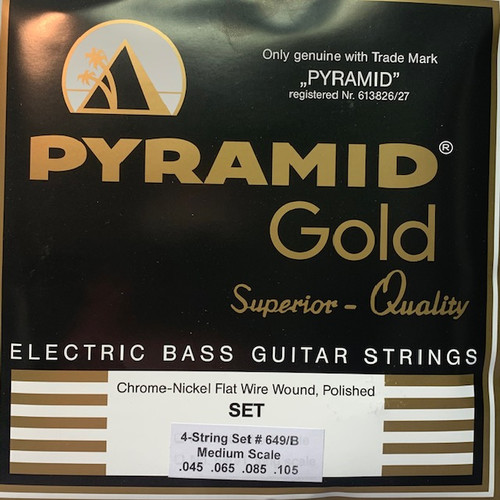 Only genuine with Trade Mark
„PYRAMID”
registered Nr. 613826/27
PYRAMID®
Gold
Superior - Quality
ELECTRIC BASS GUITAR STRINGS
Chrome-Nickel Flat Wire Wound, Polished
SET
4-String Set # 649/B
Medium Scale
.045 .065 .085 .105